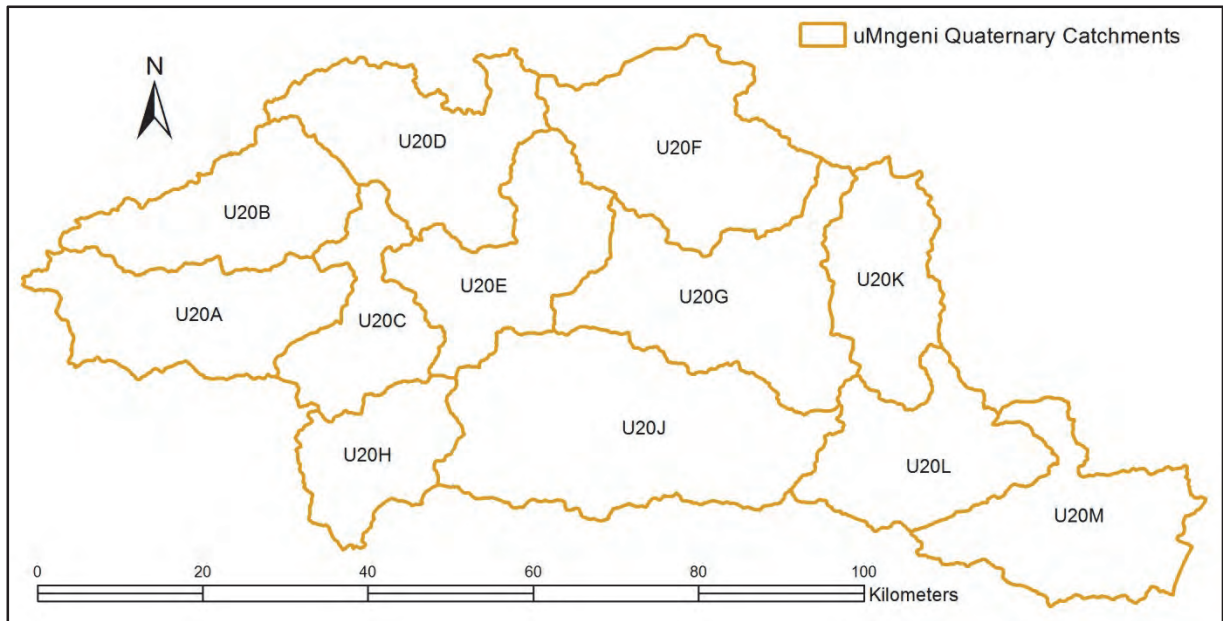 uMngeni Quaternary Catchments
N
U20D
U20F
U20B
U20K
U20E
U20G
U20A
U20C
U20J
U20H
U20L
U20M
0 20 40 60 80 100
Kilometers